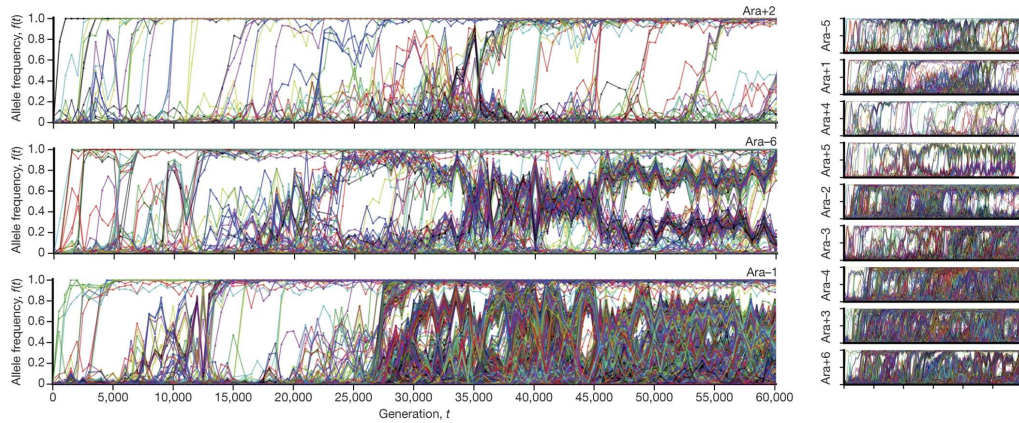 Ara+2
Allele frequency, f(t)
1.0
0.8
0.6
0.4
0.2
0
Ara–6
Allele frequency, f(t)
1.0
0.8
0.6
0.4
0.2
0
Ara–1
Allele frequency, f(t)
1.0
0.8
0.6
0.4
0.2
0
0 5,000 10,000 15,000 20,000 25,000 30,000 35,000 40,000 45,000 50,000 55,000 60,000
Generation, t
Ara–5
Ara+1
Ara+4
Ara+5
Ara–2
Ara–3
Ara–4
Ara+3
Ara+6